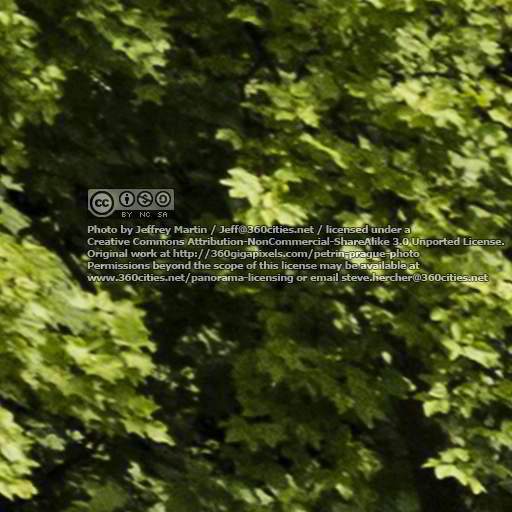 cc
BY NC SA
Photo by Jeffrey Martin / Jeff@360cities.net / licensed under a
Creative Commons Attribution-NonCommercial-ShareAlike 3.0 Unported License.
Original work at http://360gigapixels.com/petrin-prague-photo
Permissions beyond the scope of this license may be available at
www.360cities.net/panorama-licensing or email steve.hercher@360cities.net